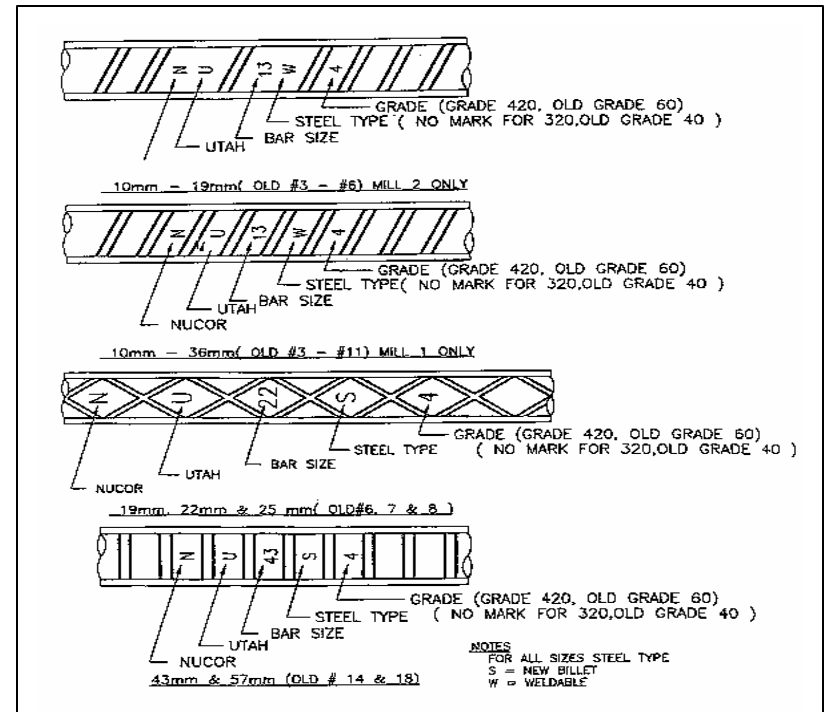 N U 13 W 4
GRADE (GRADE 420, OLD GRADE 60)
STEEL TYPE ( NO MARK FOR 320,OLD GRADE 40 )
BAR SIZE
UTAH
10mm - 19mm( OLD #3 - #6) MILL 2 ONLY
N U 13 W 4
GRADE (GRADE 420, OLD GRADE 60)
STEEL TYPE( NO MARK FOR 320,OLD GRADE 40 )
UTAH BAR SIZE
NUCOR
10mm - 36mm( OLD #3 - #11) MILL 1 ONLY
N U 22 S 4
GRADE (GRADE 420, OLD GRADE 60)
STEEL TYPE ( NO MARK FOR 320,OLD GRADE 40 )
BAR SIZE
UTAH
NUCOR
19mm, 22mm & 25 mm( OLD#6, 7 & 8 )
N U 43 S 4
GRADE (GRADE 420, OLD GRADE 60)
STEEL TYPE ( NO MARK FOR 320,OLD GRADE 40 )
BAR SIZE
UTAH
NUCOR
43mm & 57mm (OLD # 14 & 18)
NOTES
FOR ALL SIZES STEEL TYPE
S = NEW BILLET
W = WELDABLE